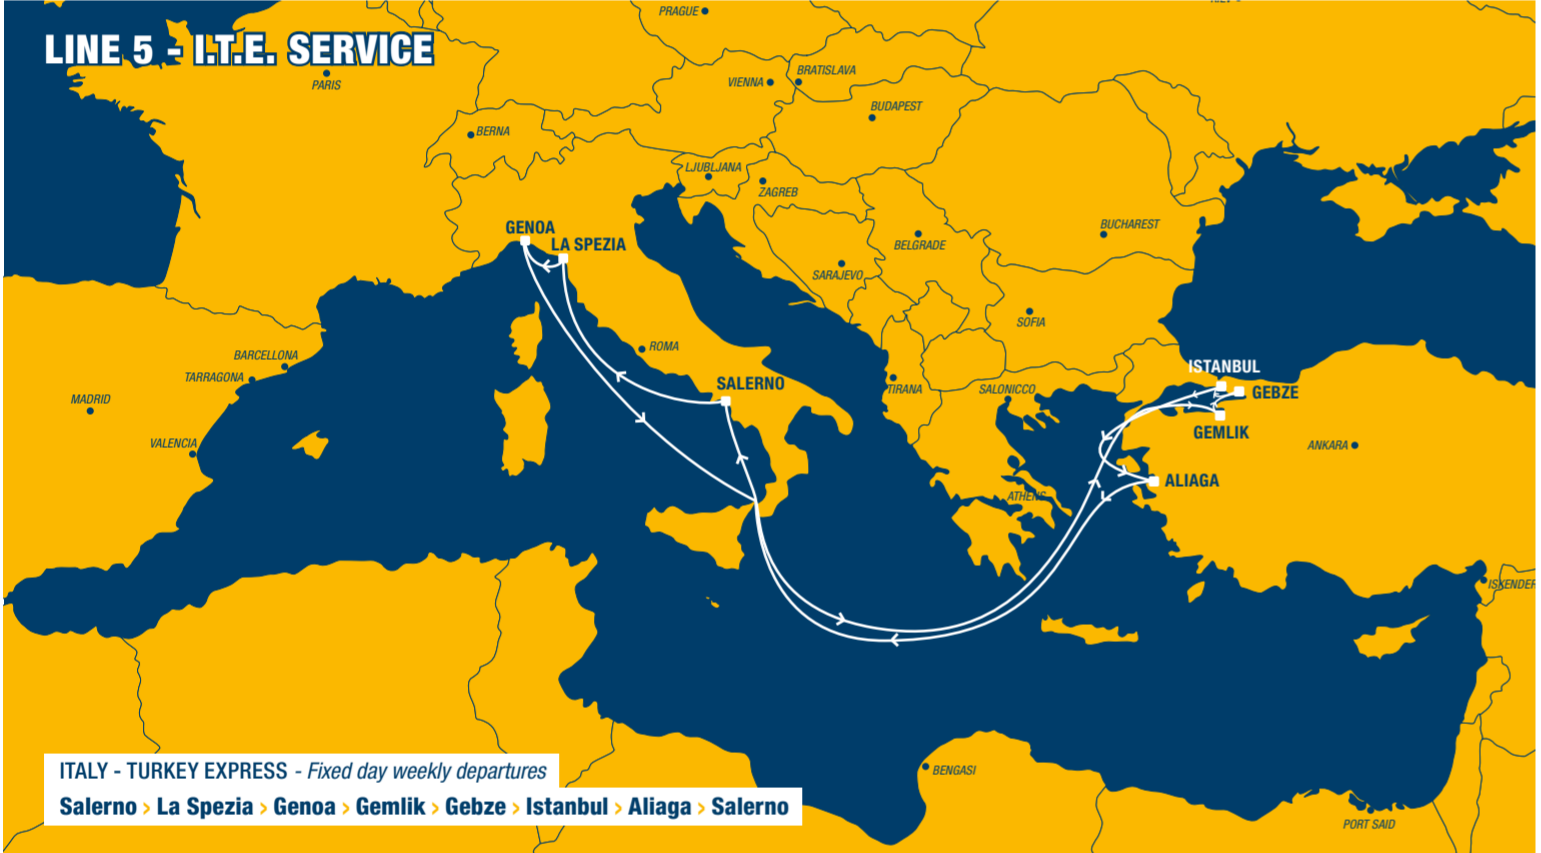 PRAGUE
LINE 5 - I.T.E. SERVICE
PARIS
VIENNA
BRATISLAVA
BUDAPEST
BERNA
LJUBLJANA
ZAGREB
GENOA
LA SPEZIA
BELGRADE
BUCHAREST
SARAJEVO
SOFIA
ROMA
BARCELLONA
TARRAGONA
MADRID
VALENCIA
SALERNO
TIRANA
SALONICCO
ISTANBUL
GEBZE
GEMLIK
ANKARA
ALIAGA
ATHENS
ISKENDER
BENGASI
PORT SAID
ITALY - TURKEY EXPRESS - Fixed day weekly departures
Salerno › La Spezia › Genoa › Gemlik › Gebze › Istanbul › Aliaga › Salerno